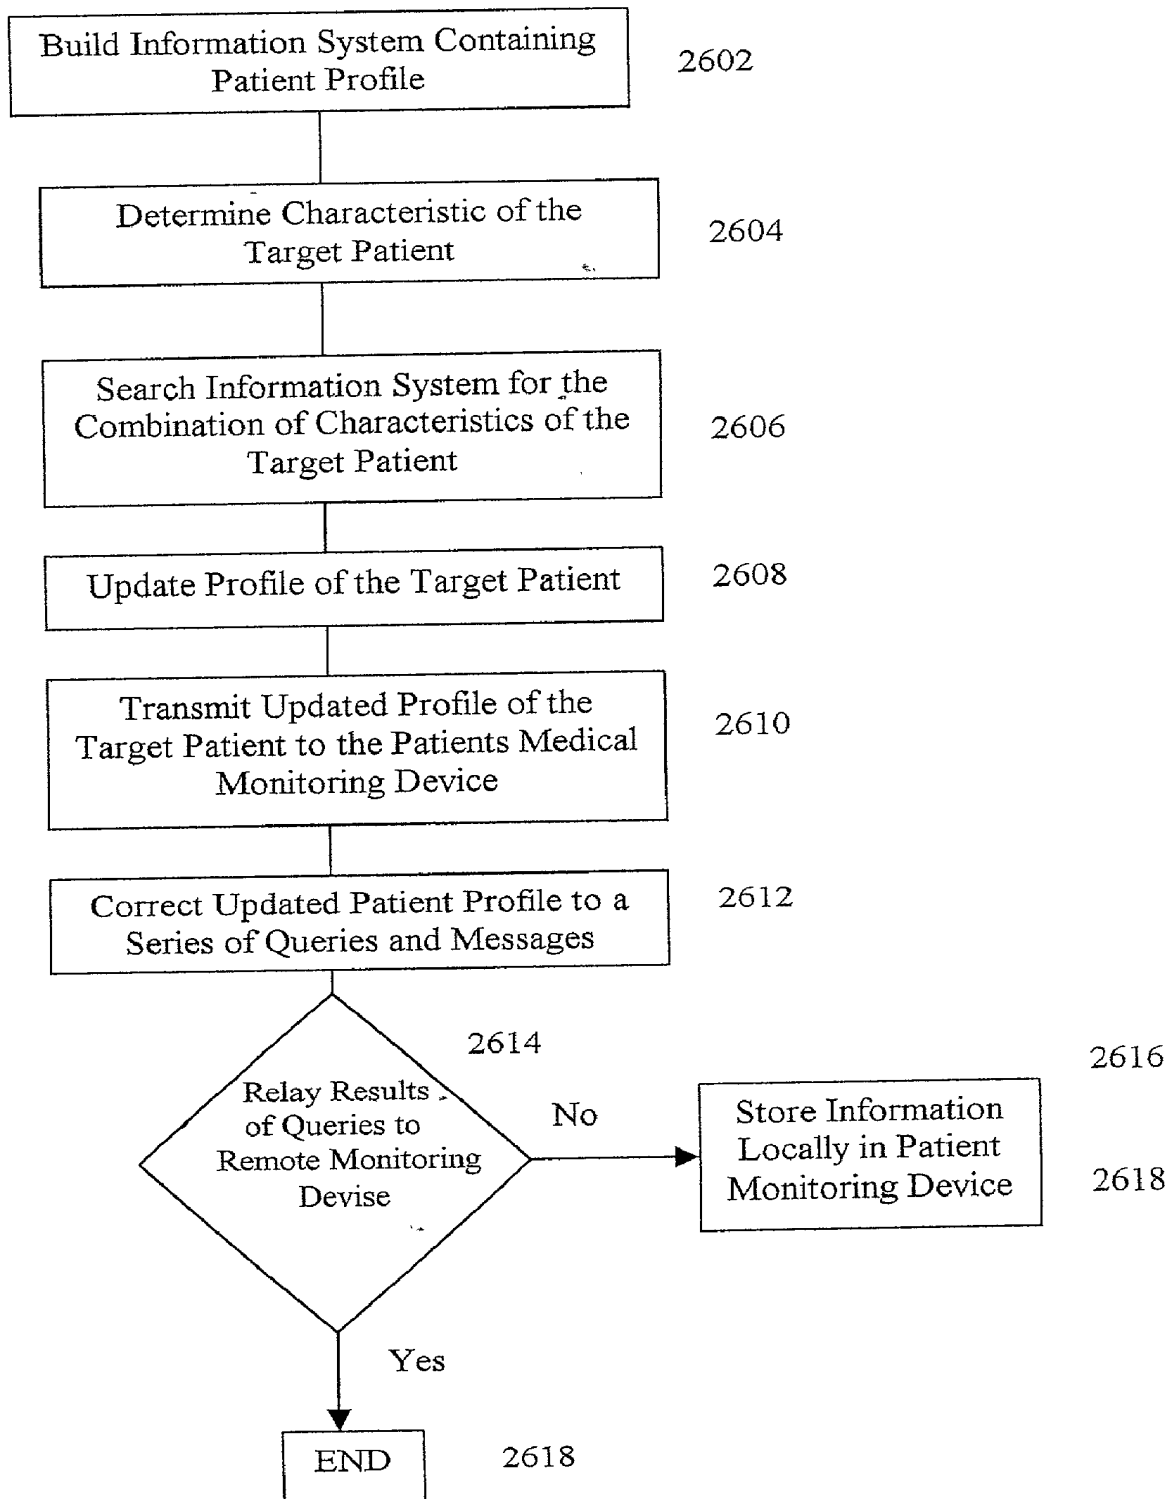 Build Information System Containing
Patient Profile
2602
Determine Characteristic of the
Target Patient
2604
Search Information System for the
Combination of Characteristics of the
Target Patient
2606
Update Profile of the Target Patient
2608
Transmit Updated Profile of the
Target Patient to the Patients Medical
Monitoring Device
2610
Correct Updated Patient Profile to a
Series of Queries and Messages
2612
2614
Relay Results
of Queries to
Remote Monitoring
Devise
No
2616
Store Information
Locally in Patient
Monitoring Device
2618
Yes
END
2618